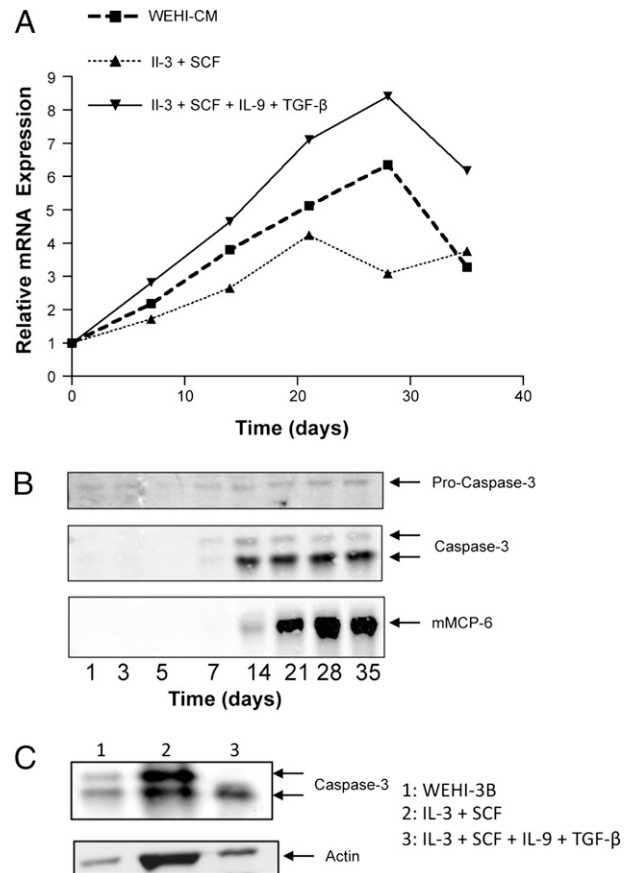 A
WEHI-CM
Il-3 + SCF
Il-3 + SCF + IL-9 + TGF-β
Relative mRNA Expression
9
8
7
6
5
4
3
2
1
0
0 10 20 30 40
Time (days)
B
Pro-Caspase-3
Caspase-3
mMCP-6
1 3 5 7 14 21 28 35
Time (days)
C
1 2 3
Caspase-3
Actin
1: WEHI-3B
2: IL-3 + SCF
3: IL-3 + SCF + IL-9 + TGF-β